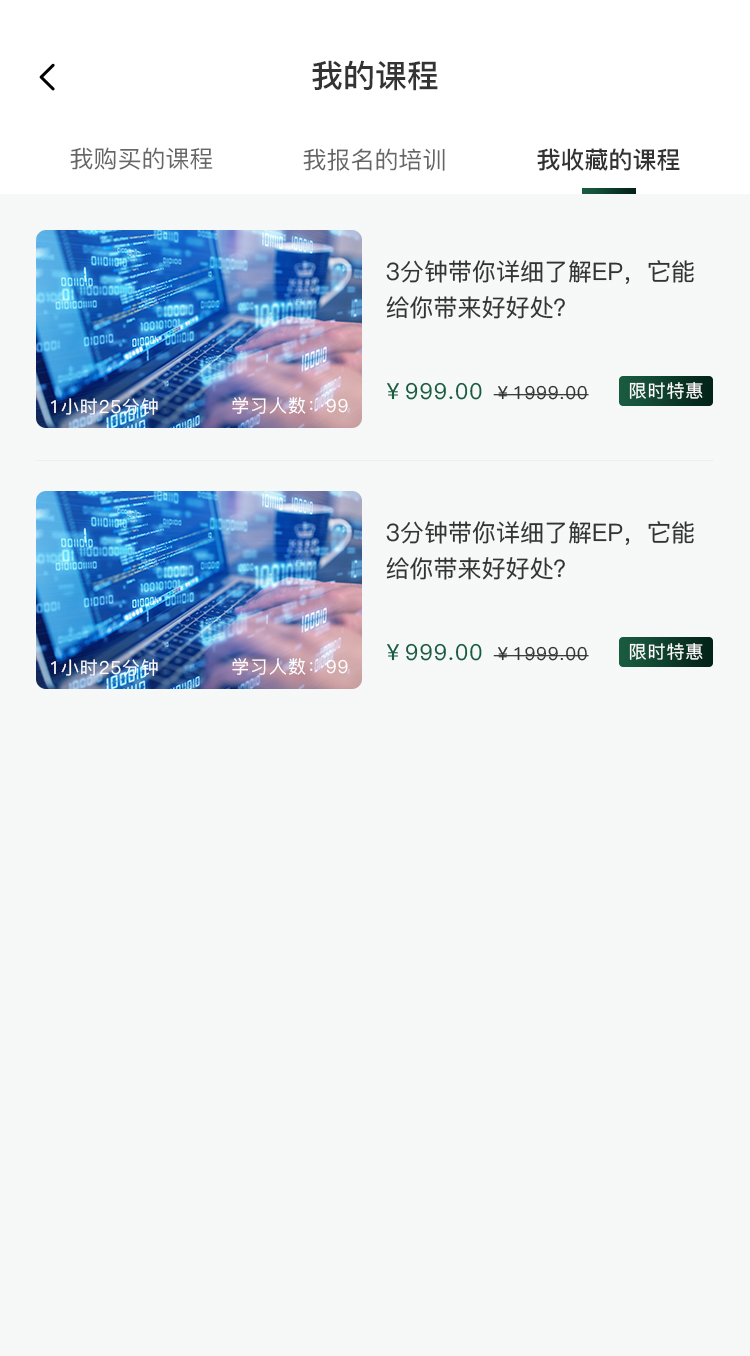 我的课程
我购买的课程 我报名的培训 我收藏的课程
3分钟带你详细了解EP，它能
给你带来好好处？
1小时25分钟 学习人数：99
￥999.00 ￥1999.00 限时特惠
3分钟带你详细了解EP，它能
给你带来好好处？
1小时25分钟 学习人数：99
￥999.00 ￥1999.00 限时特惠